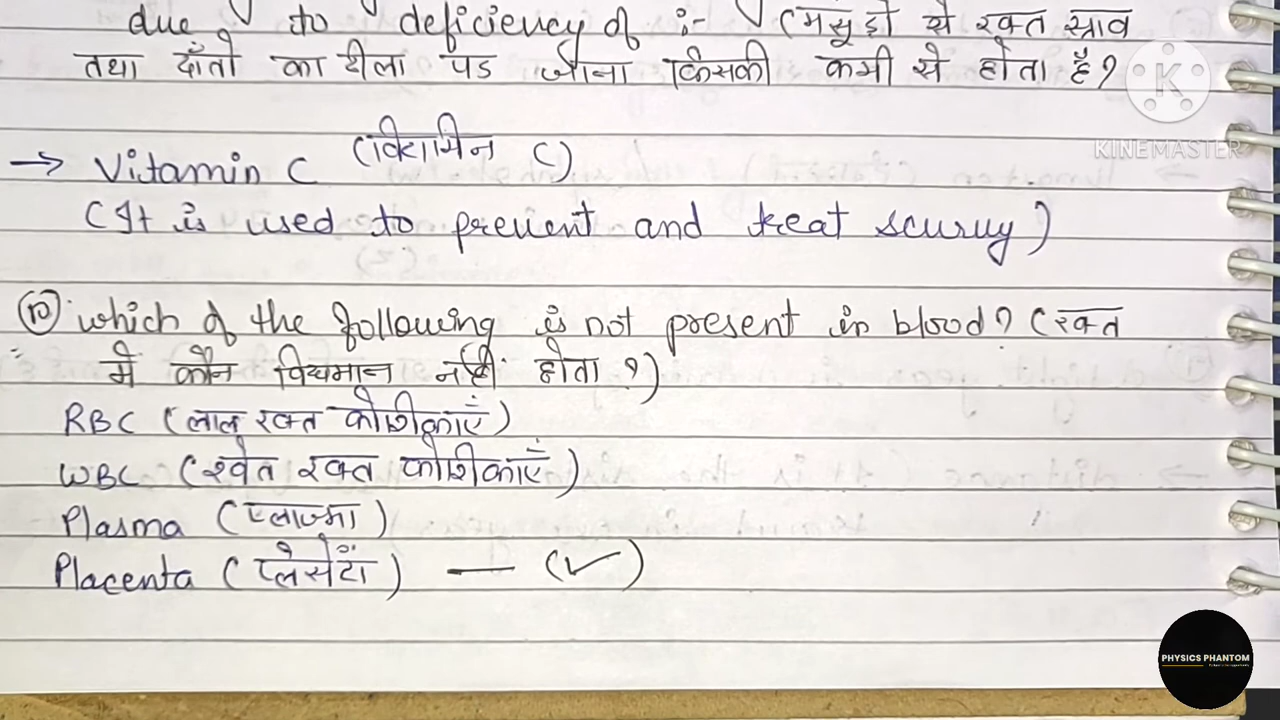 due to deficiency of :- (मसूड़ो से रक्त स्राव
तथा दाँतो का ढीला पड जाना किसकी कमी से होता है?
→ Vitamin C (विटामिन C)
(It is used to prevent and treat scurvy)
⑩ which of the following is not present in blood? (रक्त
मे कौन विद्यमान नही होता ?)
RBC (लाल रक्त कोशीकाएं)
WBC (श्वेत रक्त कोशीकाएं)
Plasma (प्लाज्मा)
Placenta (प्लेसेंटा) — (✓)
KINEMASTER
PHYSICS PHANTOM